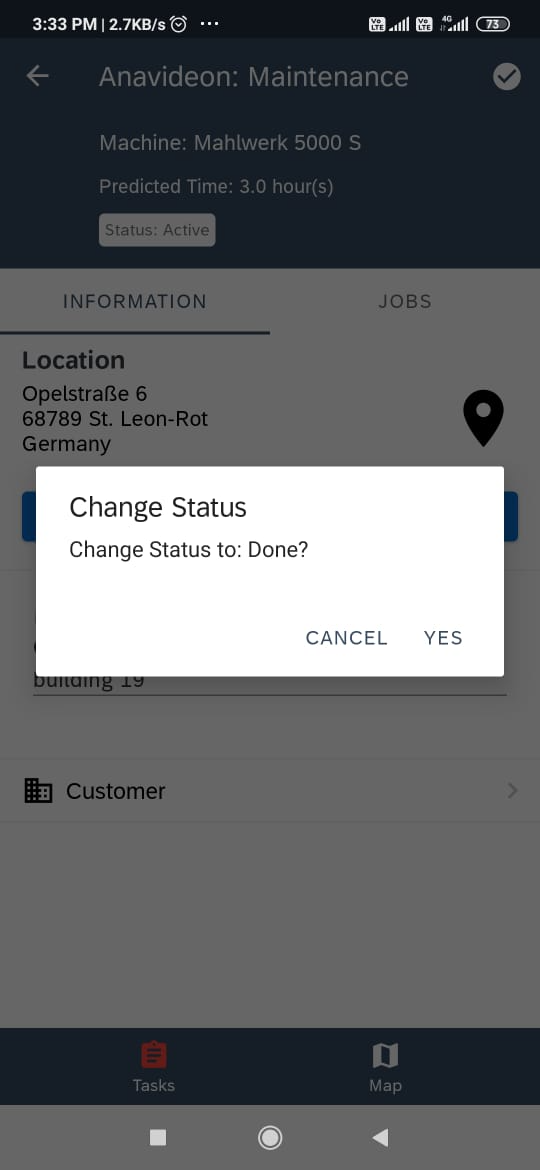 3:33 PM | 2.7KB/s ...
Vo LTE Vo LTE 4G 73
Anavideon: Maintenance
Machine: Mahlwerk 5000 S
Predicted Time: 3.0 hour(s)
Status: Active
INFORMATION JOBS
Location
Opelstraße 6
68789 St. Leon-Rot
Germany
Change Status
Change Status to: Done?
CANCEL YES
building 19
Customer
Tasks Map